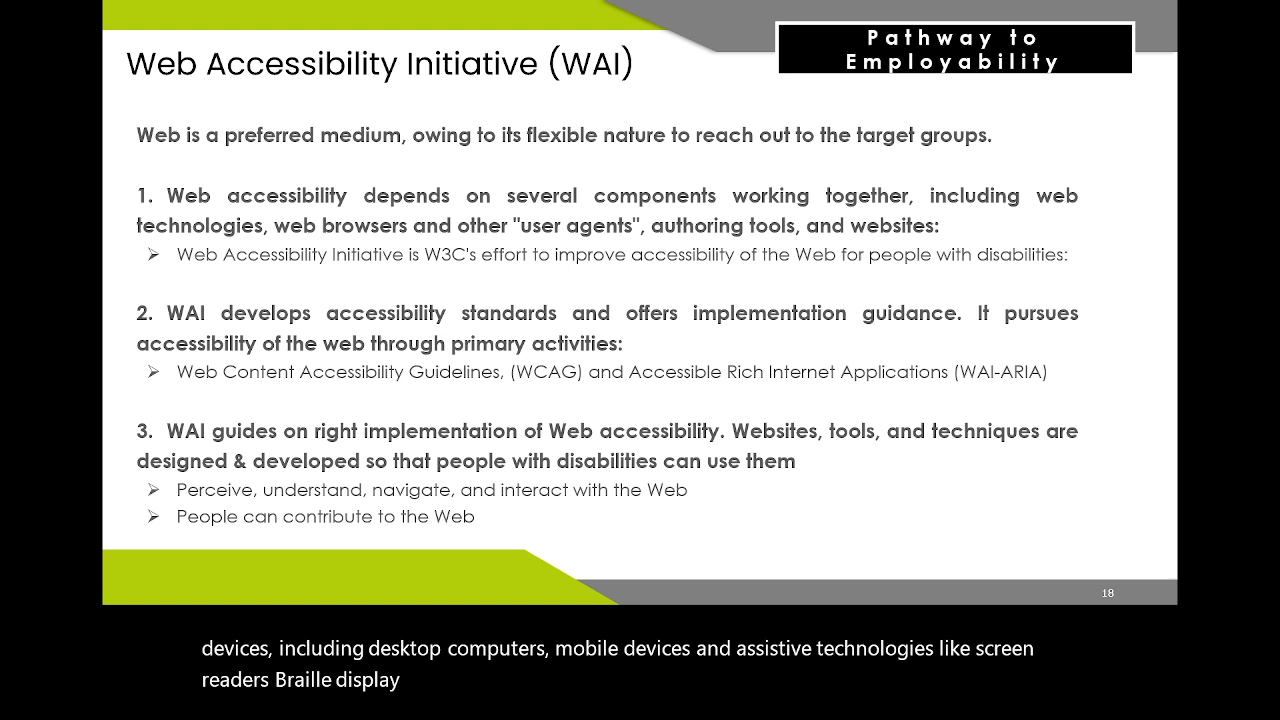 Pathway to
Employability
Web Accessibility Initiative (WAI)
Web is a preferred medium, owing to its flexible nature to reach out to the target groups.
1. Web accessibility depends on several components working together, including web
technologies, web browsers and other "user agents", authoring tools, and websites:
➢ Web Accessibility Initiative is W3C's effort to improve accessibility of the Web for people with disabilities:
2. WAI develops accessibility standards and offers implementation guidance. It pursues
accessibility of the web through primary activities:
➢ Web Content Accessibility Guidelines, (WCAG) and Accessible Rich Internet Applications (WAI-ARIA)
3. WAI guides on right implementation of Web accessibility. Websites, tools, and techniques are
designed & developed so that people with disabilities can use them
➢ Perceive, understand, navigate, and interact with the Web
➢ People can contribute to the Web
18
devices, including desktop computers, mobile devices and assistive technologies like screen
readers Braille display